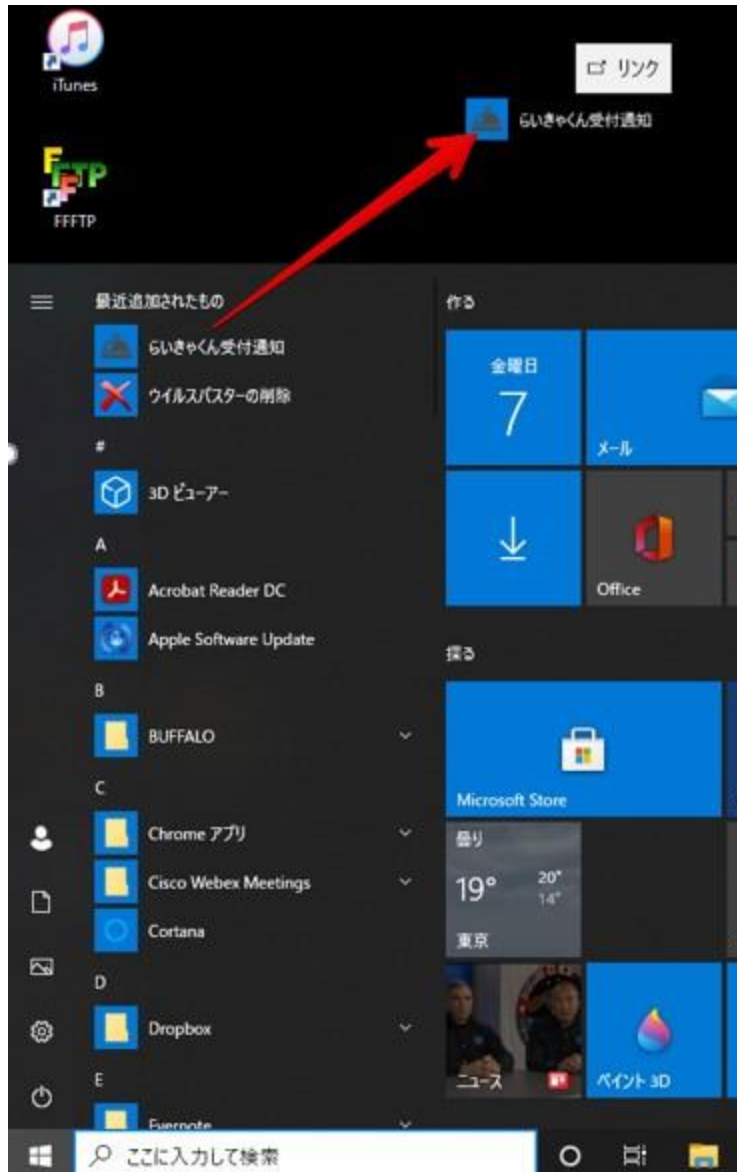 iTunes
リンク
らいきゃくん受付通知
FFFTP
FFFTP
最近追加されたもの
らいきゃくん受付通知
ウイルスバスターの削除
#
3D ビューアー
A
Acrobat Reader DC
Apple Software Update
B
BUFFALO
C
Chrome アプリ
Cisco Webex Meetings
Cortana
D
Dropbox
E
Evernote
作る
金曜日
7
メール
Office
探る
Microsoft Store
曇り
19° 20°
14°
東京
ニュース
ペイント 3D
ここに入力して検索